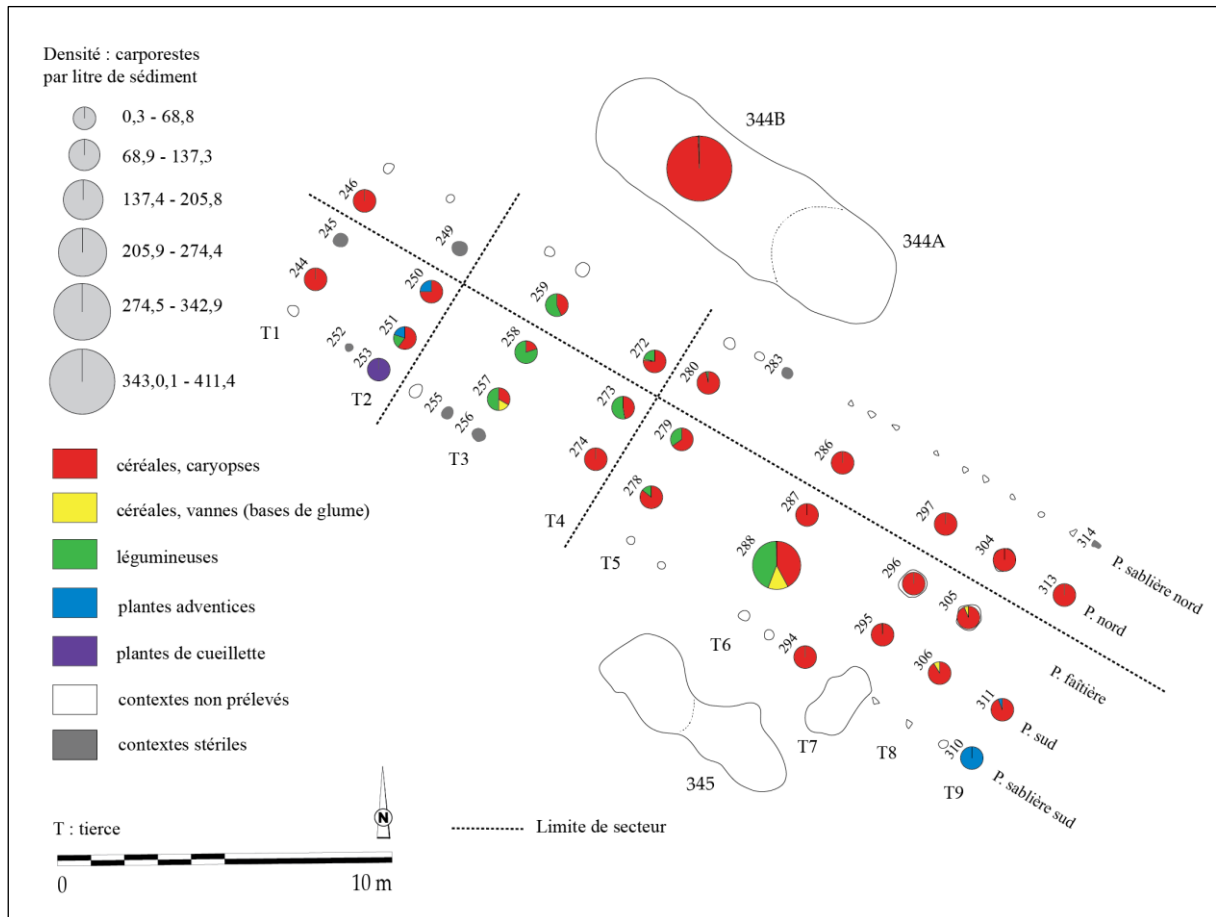 Densité : carporestes
par litre de sédiment
0,3 - 68,8
68,9 - 137,3
137,4 - 205,8
205,9 - 274,4
274,5 - 342,9
343,0,1 - 411,4
céréales, caryopses
céréales, vannes (bases de glume)
légumineuses
plantes adventices
plantes de cueillette
contextes non prélevés
contextes stériles
T : tierce
0
10 m
N
Limite de secteur
344B
344A
246
245
244
249
250
251
252
253
T1
T2
259
258
257
255
256
T3
272
273
274
T4
283
280
279
278
T5
286
287
288
T6
297
296
295
294
T7
345
304
305
306
T8
314
313
311
310
T9
P. sablière nord
P. nord
P. faîtière
P. sud
P. sablière sud